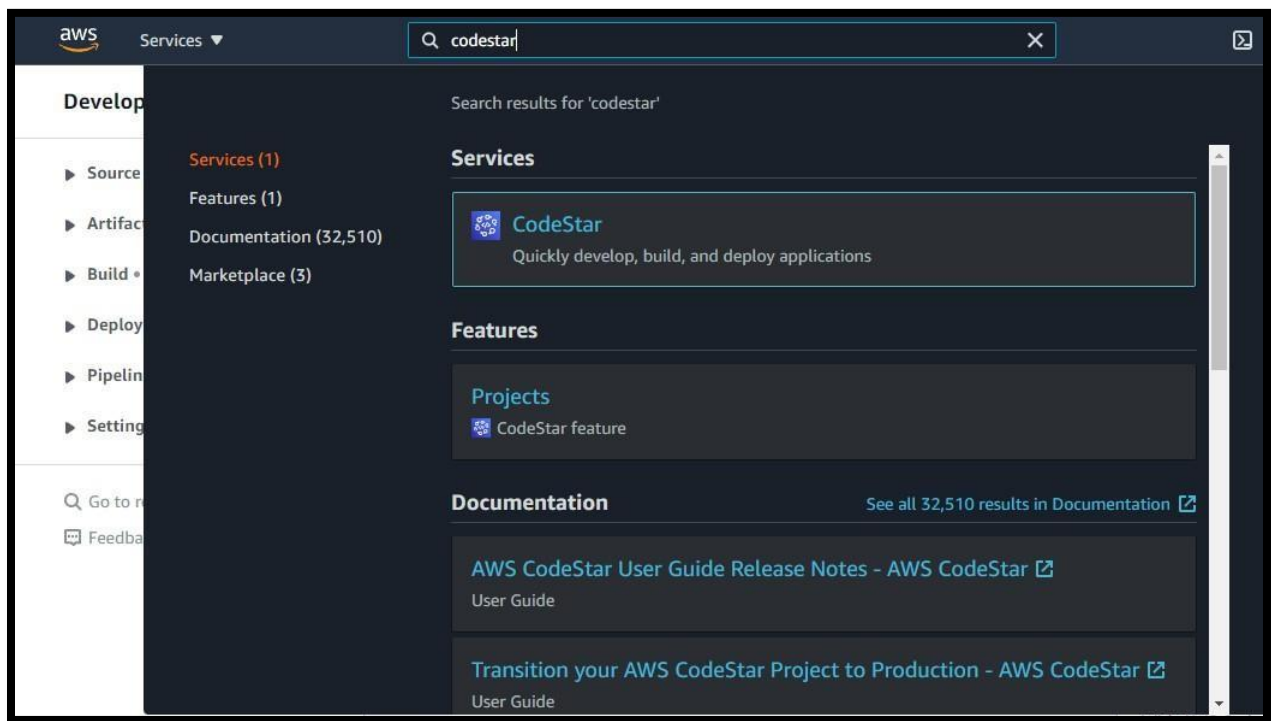 aws Services ▼ codestar
Develop
Search results for 'codestar'
Services (1)
Features (1)
Documentation (32,510)
Marketplace (3)
Source
Artifac
Build •
Deploy
Pipelin
Setting
Go to r
Feedba
Services
CodeStar
Quickly develop, build, and deploy applications
Features
Projects
CodeStar feature
Documentation See all 32,510 results in Documentation
AWS CodeStar User Guide Release Notes - AWS CodeStar
User Guide
Transition your AWS CodeStar Project to Production - AWS CodeStar
User Guide